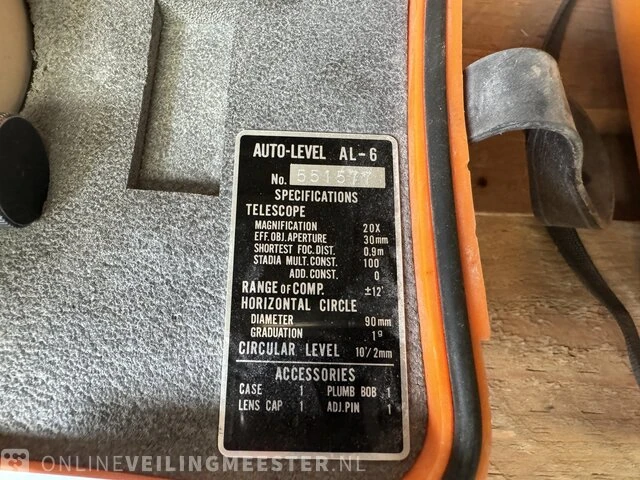 AUTO-LEVEL AL-6
No. 551577
SPECIFICATIONS
TELESCOPE
MAGNIFICATION 20X
EFF.OBJ.APERTURE 30mm
SHORTEST FOC.DIST. 0.9m
STADIA MULT.CONST. 100
ADD.CONST. 0
RANGE OF COMP. ±12'
HORIZONTAL CIRCLE
DIAMETER 90mm
GRADUATION 1g
CIRCULAR LEVEL 10'/2mm
ACCESSORIES
CASE 1 PLUMB BOB 1
LENS CAP 1 ADJ.PIN 1
ONLINEVEILINGMEESTER.NL